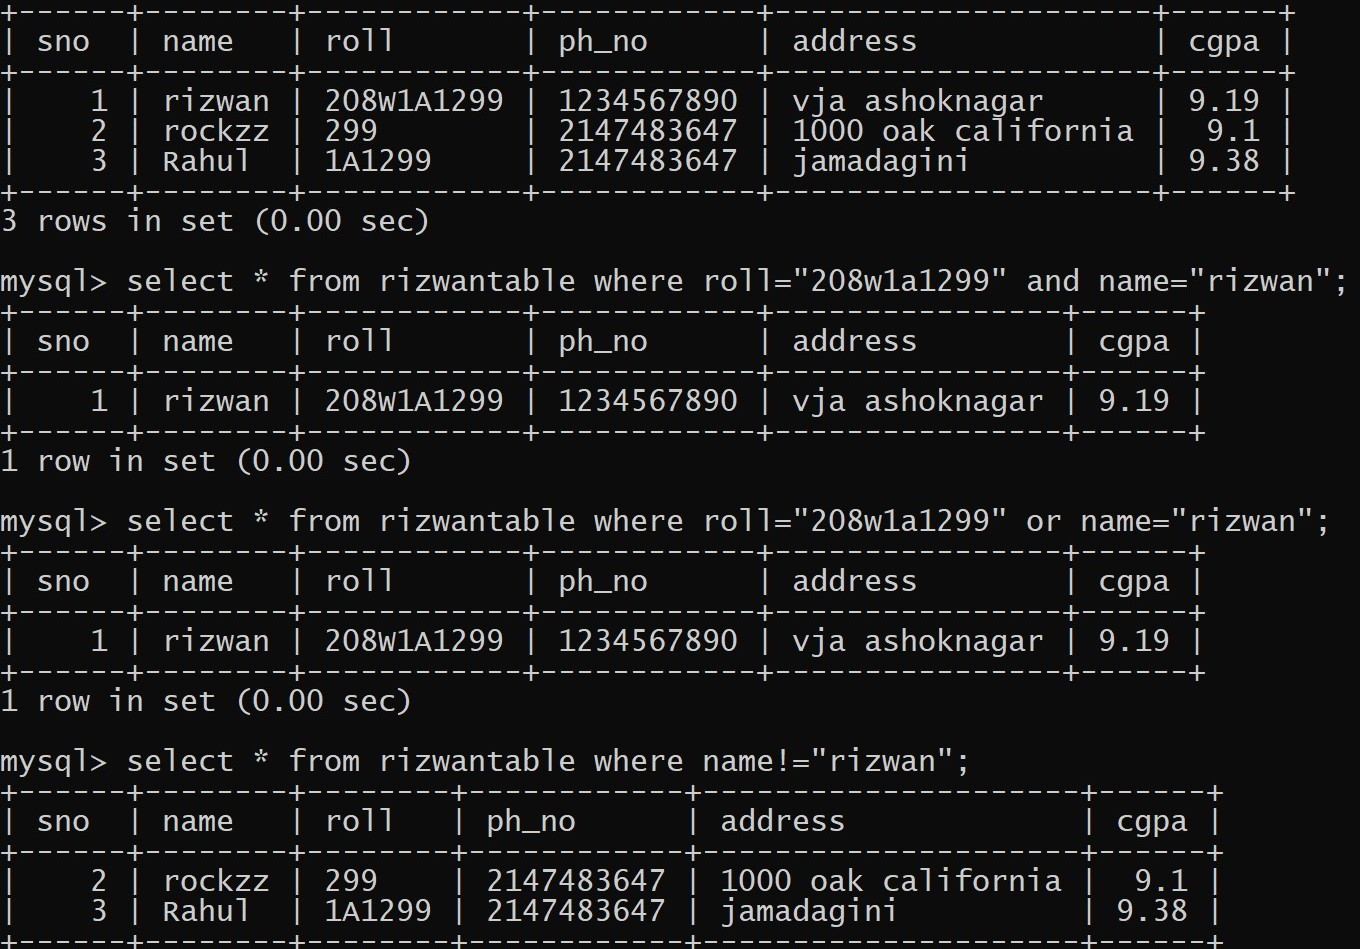 +------+--------+------------+------------+---------------------+------+
| sno  | name   | roll       | ph_no      | address             | cgpa |
+------+--------+------------+------------+---------------------+------+
|    1 | rizwan | 208W1A1299 | 1234567890 | vja ashoknagar      | 9.19 |
|    2 | rockzz | 299        | 2147483647 | 1000 oak california |  9.1 |
|    3 | Rahul  | 1A1299     | 2147483647 | jamadagini          | 9.38 |
+------+--------+------------+------------+---------------------+------+
3 rows in set (0.00 sec)
mysql> select * from rizwantable where roll="208w1a1299" and name="rizwan";
+------+--------+------------+------------+----------------+------+
| sno  | name   | roll       | ph_no      | address        | cgpa |
+------+--------+------------+------------+----------------+------+
|    1 | rizwan | 208W1A1299 | 1234567890 | vja ashoknagar | 9.19 |
+------+--------+------------+------------+----------------+------+
1 row in set (0.00 sec)
mysql> select * from rizwantable where roll="208w1a1299" or name="rizwan";
+------+--------+------------+------------+----------------+------+
| sno  | name   | roll       | ph_no      | address        | cgpa |
+------+--------+------------+------------+----------------+------+
|    1 | rizwan | 208W1A1299 | 1234567890 | vja ashoknagar | 9.19 |
+------+--------+------------+------------+----------------+------+
1 row in set (0.00 sec)
mysql> select * from rizwantable where name!="rizwan";
+------+--------+--------+------------+---------------------+------+
| sno  | name   | roll   | ph_no      | address             | cgpa |
+------+--------+--------+------------+---------------------+------+
|    2 | rockzz | 299    | 2147483647 | 1000 oak california |  9.1 |
|    3 | Rahul  | 1A1299 | 2147483647 | jamadagini          | 9.38 |
+------+--------+--------+------------+---------------------+------+